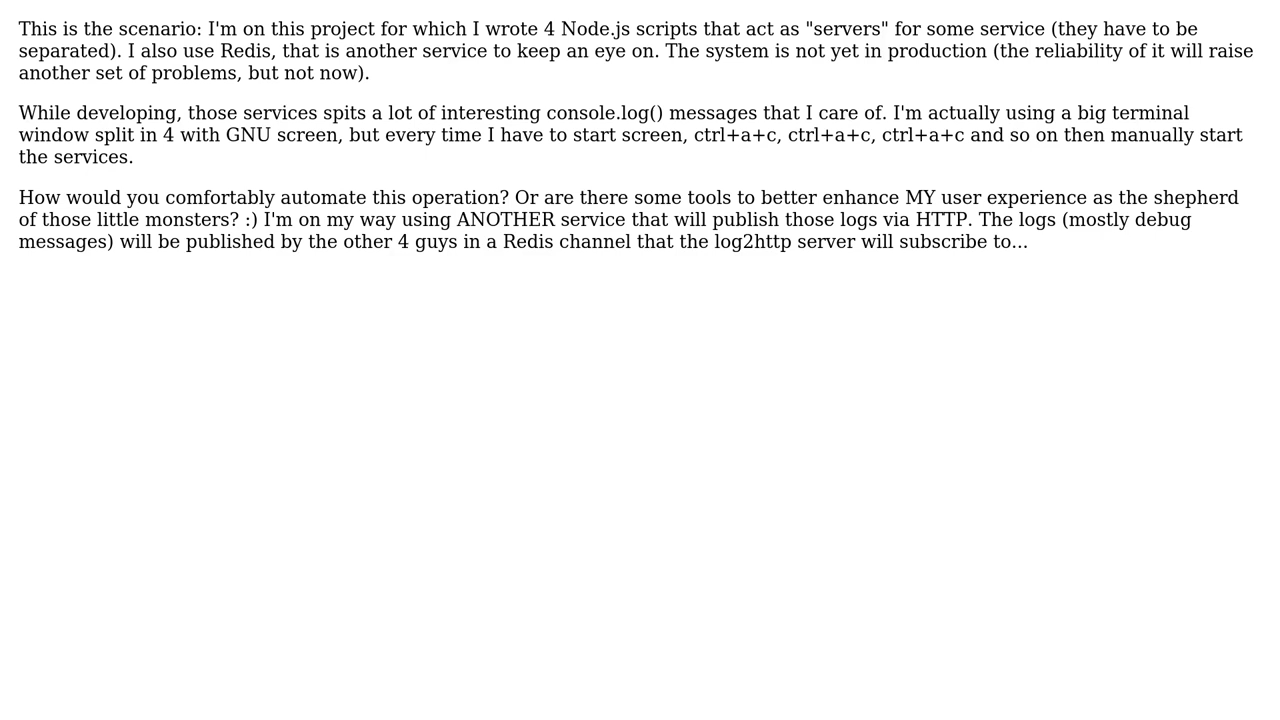 This is the scenario: I'm on this project for which I wrote 4 Node.js scripts that act as "servers" for some service (they have to be
separated). I also use Redis, that is another service to keep an eye on. The system is not yet in production (the reliability of it will raise
another set of problems, but not now).
While developing, those services spits a lot of interesting console.log() messages that I care of. I'm actually using a big terminal
window split in 4 with GNU screen, but every time I have to start screen, ctrl+a+c, ctrl+a+c, ctrl+a+c and so on then manually start
the services.
How would you comfortably automate this operation? Or are there some tools to better enhance MY user experience as the shepherd
of those little monsters? :) I'm on my way using ANOTHER service that will publish those logs via HTTP. The logs (mostly debug
messages) will be published by the other 4 guys in a Redis channel that the log2http server will subscribe to...